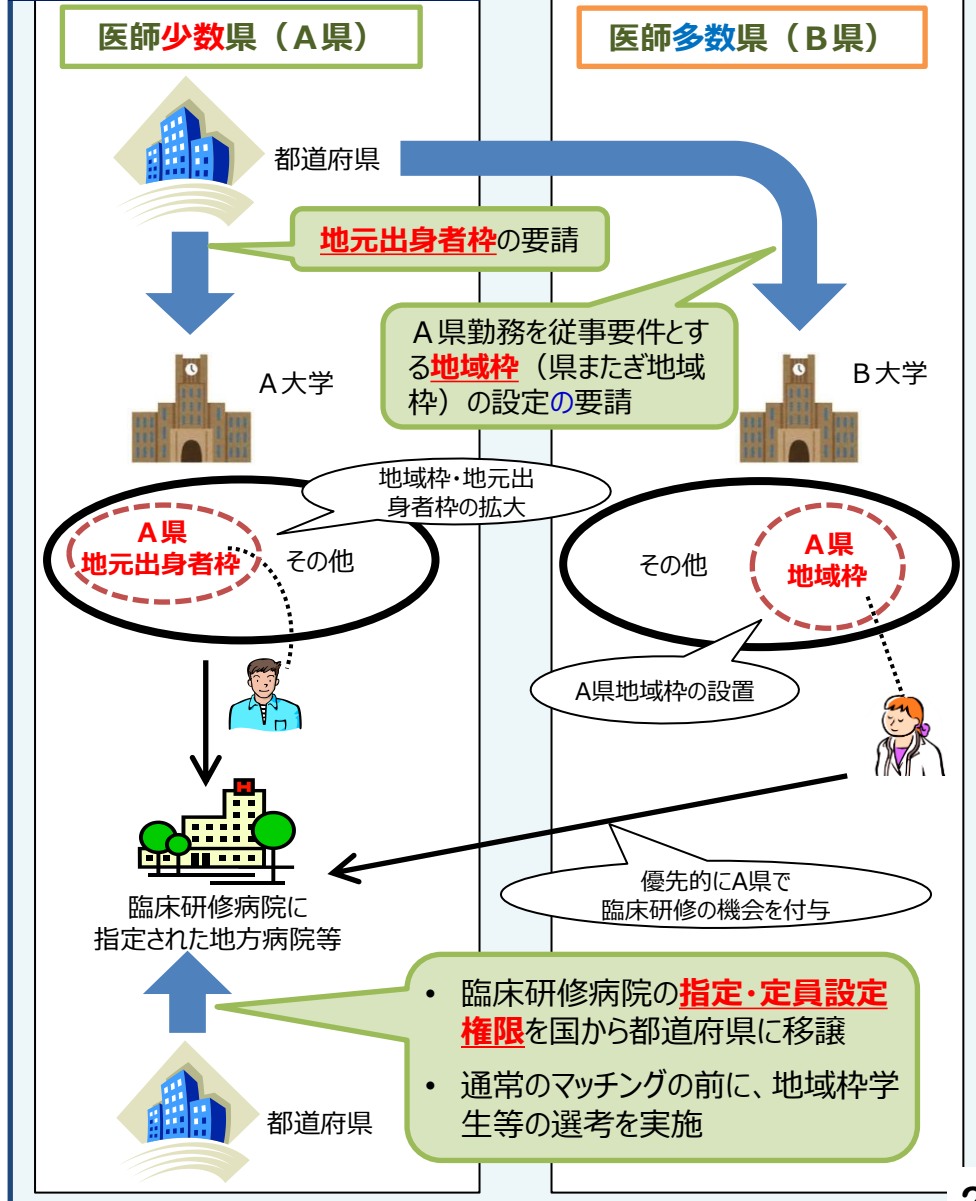 医師少数県（A県）
医師多数県（B県）
都道府県
地元出身者枠の要請
A県勤務を従事要件とす
る地域枠（県またぎ地域
枠）の設定の要請
A大学
B大学
地域枠・地元出
身者枠の拡大
A県
地元出身者枠
その他
その他
A県
地域枠
A県地域枠の設置
H
優先的にA県で
臨床研修の機会を付与
臨床研修病院に
指定された地方病院等
• 臨床研修病院の指定・定員設定
権限を国から都道府県に移譲
• 通常のマッチングの前に、地域枠学
生等の選考を実施
都道府県